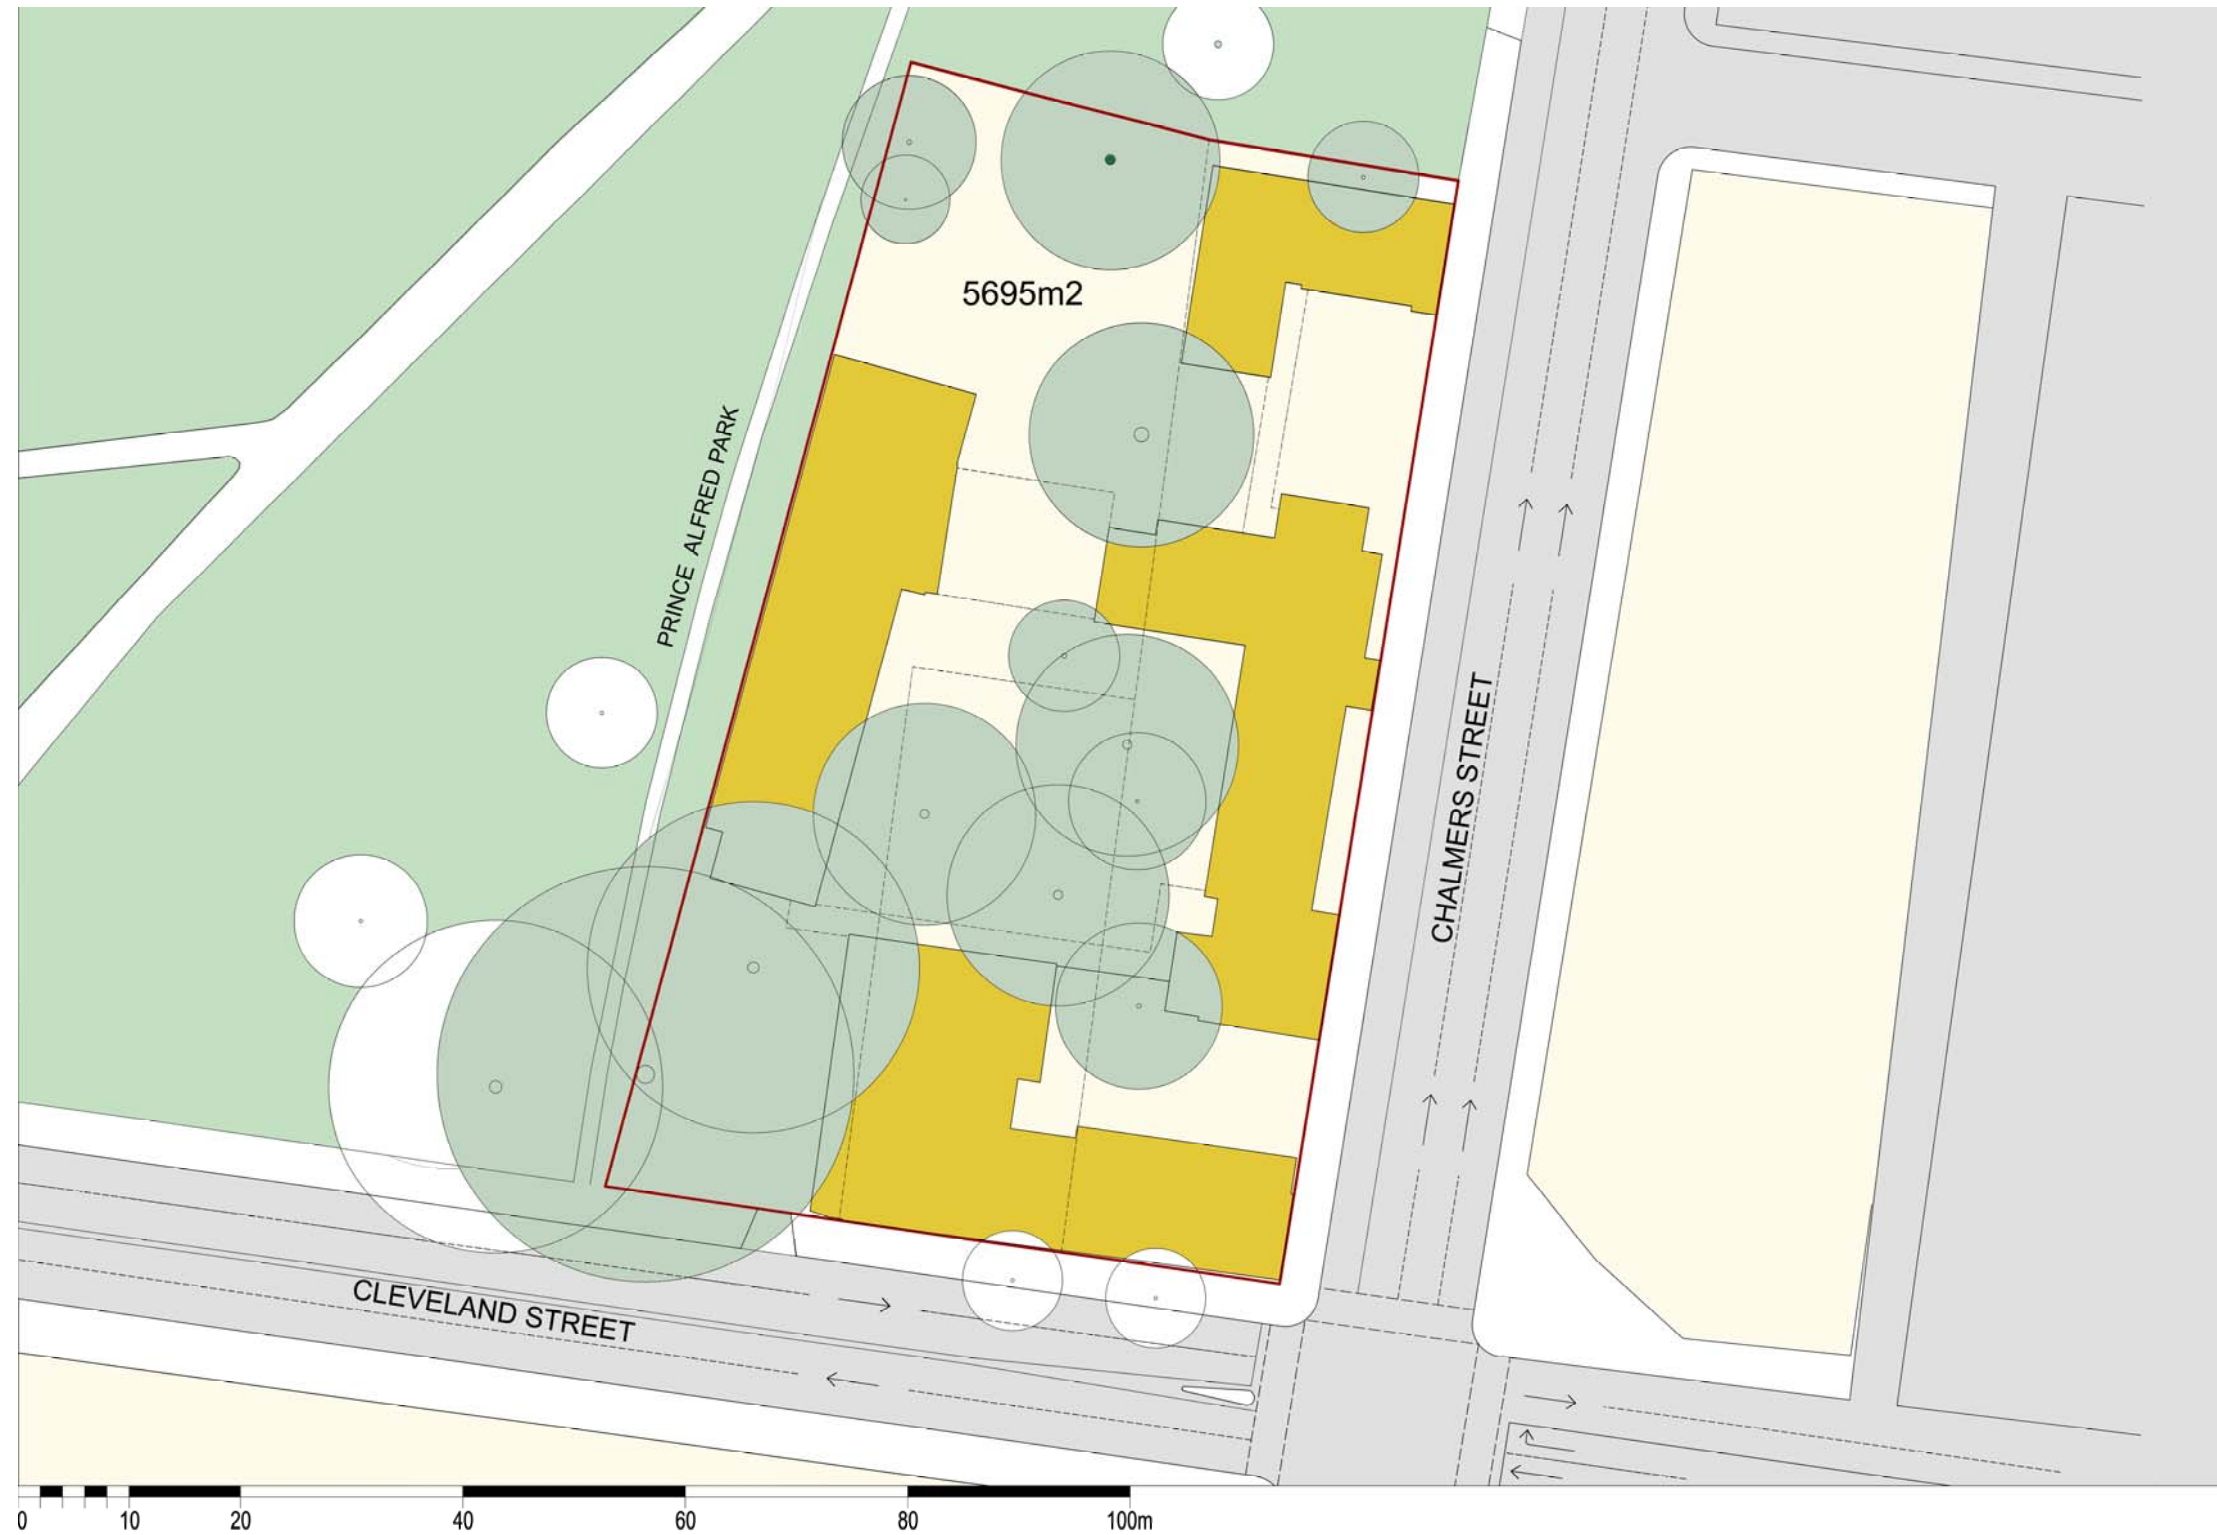 5695m2
PRINCE ALFRED PARK
CHALMERS STREET
CLEVELAND STREET
0 10 20 40 60 80 100m